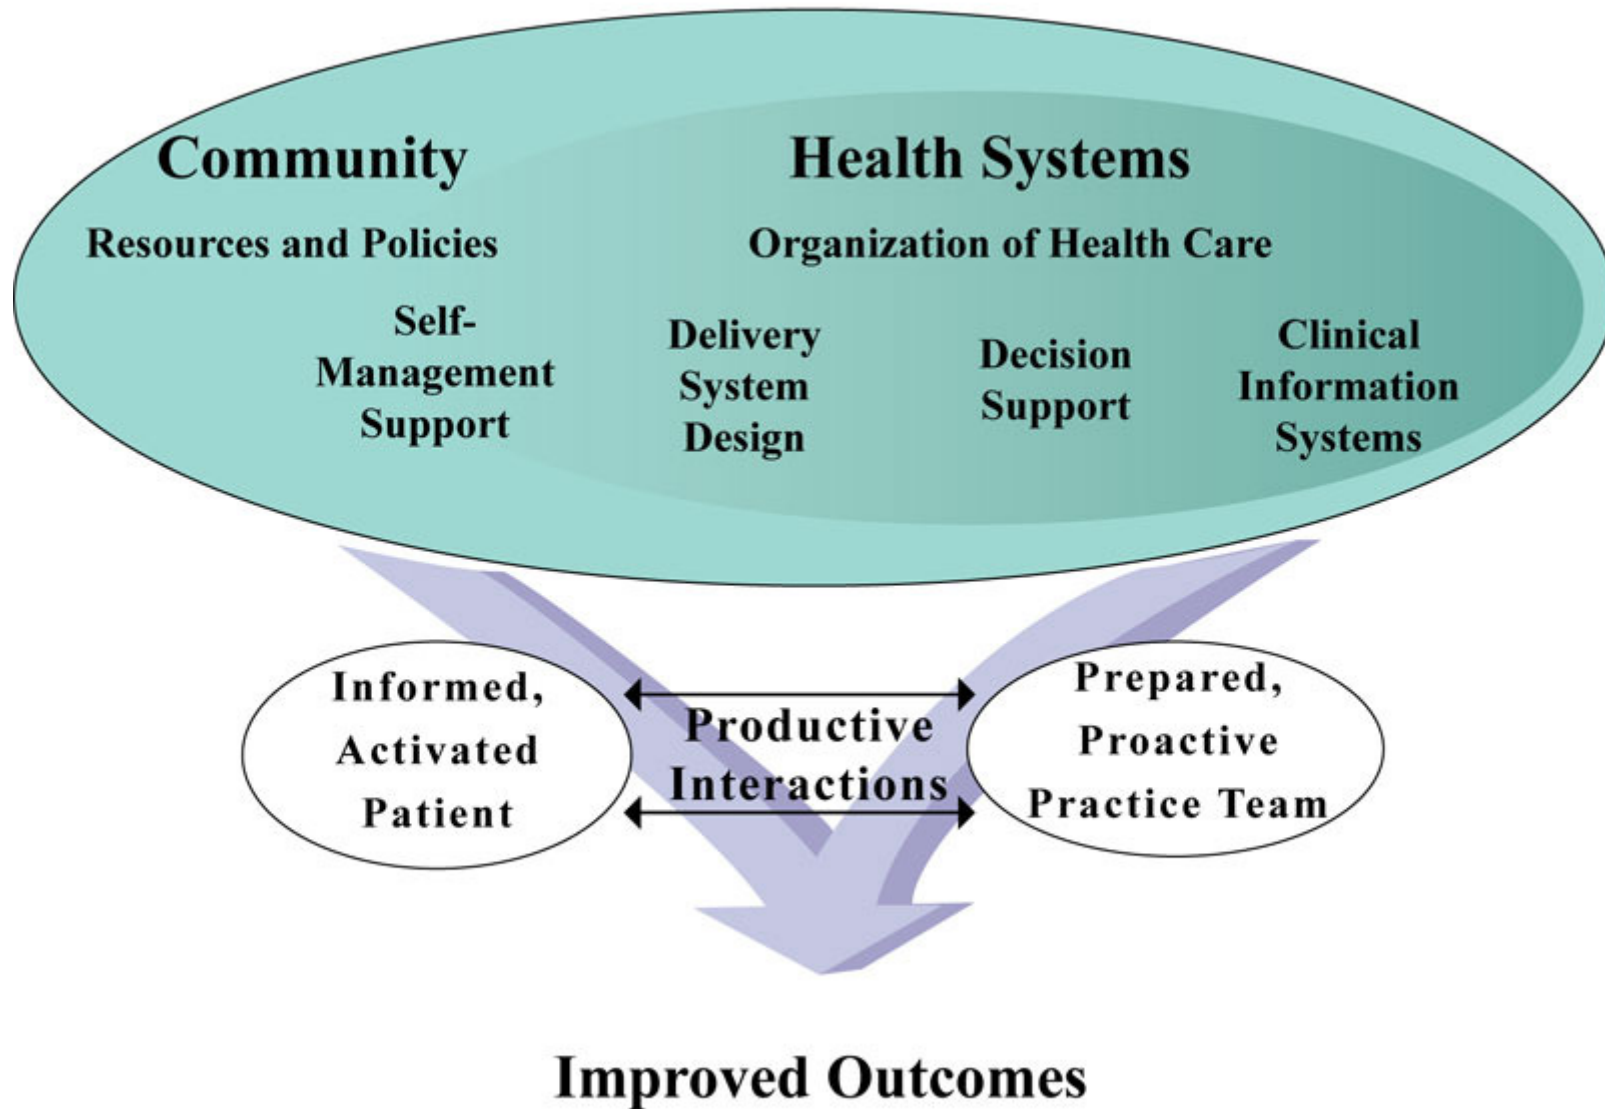 Community
Health Systems
Resources and Policies
Organization of Health Care
Self-
Management
Support
Delivery
System
Design
Decision
Support
Clinical
Information
Systems
Informed,
Activated
Patient
Productive
Interactions
Prepared,
Proactive
Practice Team
Improved Outcomes